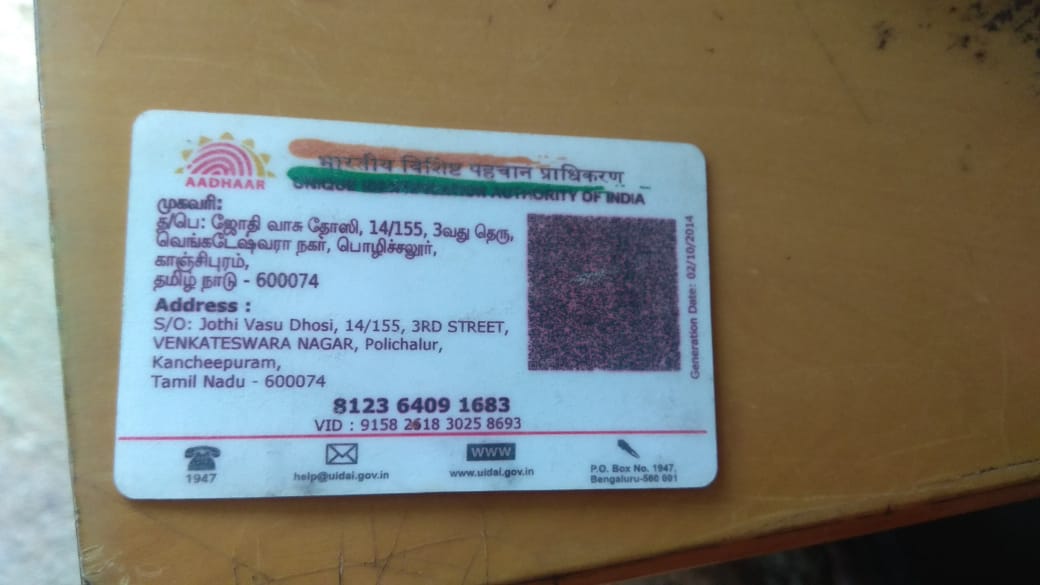 AADHAAR
भारतीय विशिष्ट पहचान प्राधिकरण
UNIQUE IDENTIFICATION AUTHORITY OF INDIA
முகவரி:
த/பெ: ஜோதி வாசு தோஸி, 14/155, 3வது தெரு,
வெங்கடேஷ்வரா நகர், பொழிச்சலூர்,
காஞ்சிபுரம்,
தமிழ் நாடு - 600074
Address :
S/O: Jothi Vasu Dhosi, 14/155, 3RD STREET,
VENKATESWARA NAGAR, Polichalur,
Kancheepuram,
Tamil Nadu - 600074
Generation Date: 02/10/2014
8123 6409 1683
VID : 9158 2618 3025 8693
1947
help@uidai.gov.in
WWW
www.uidai.gov.in
P.O. Box No. 1947,
Bengaluru-560 001